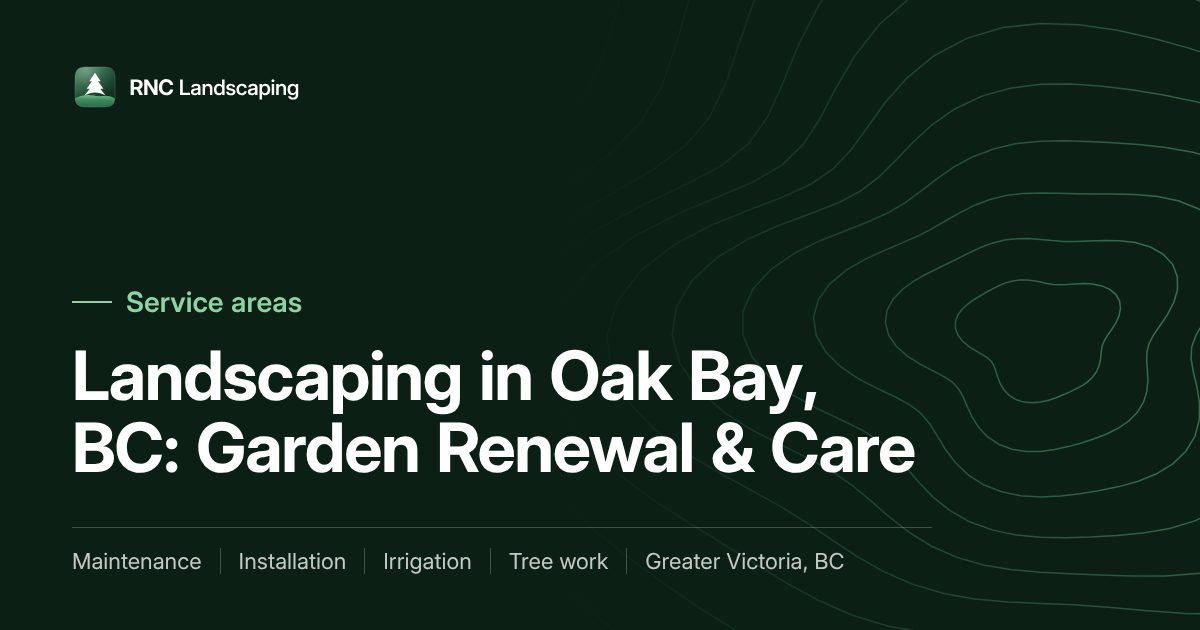 RNC Landscaping
Service areas
Landscaping in Oak Bay,
BC: Garden Renewal & Care
Maintenance
Installation
Irrigation
Tree work
Greater Victoria, BC